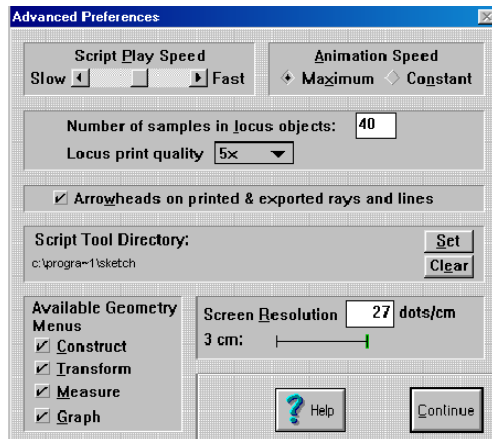 Advanced Preferences
Script Play Speed
Slow Fast
Animation Speed
Maximum Constant
Number of samples in locus objects: 40
Locus print quality 5x
Arrowheads on printed & exported rays and lines
Script Tool Directory:
c:\progra~1\sketch
Set
Clear
Available Geometry
Menus
Construct
Transform
Measure
Graph
Screen Resolution 27 dots/cm
3 cm:
Help
Continue